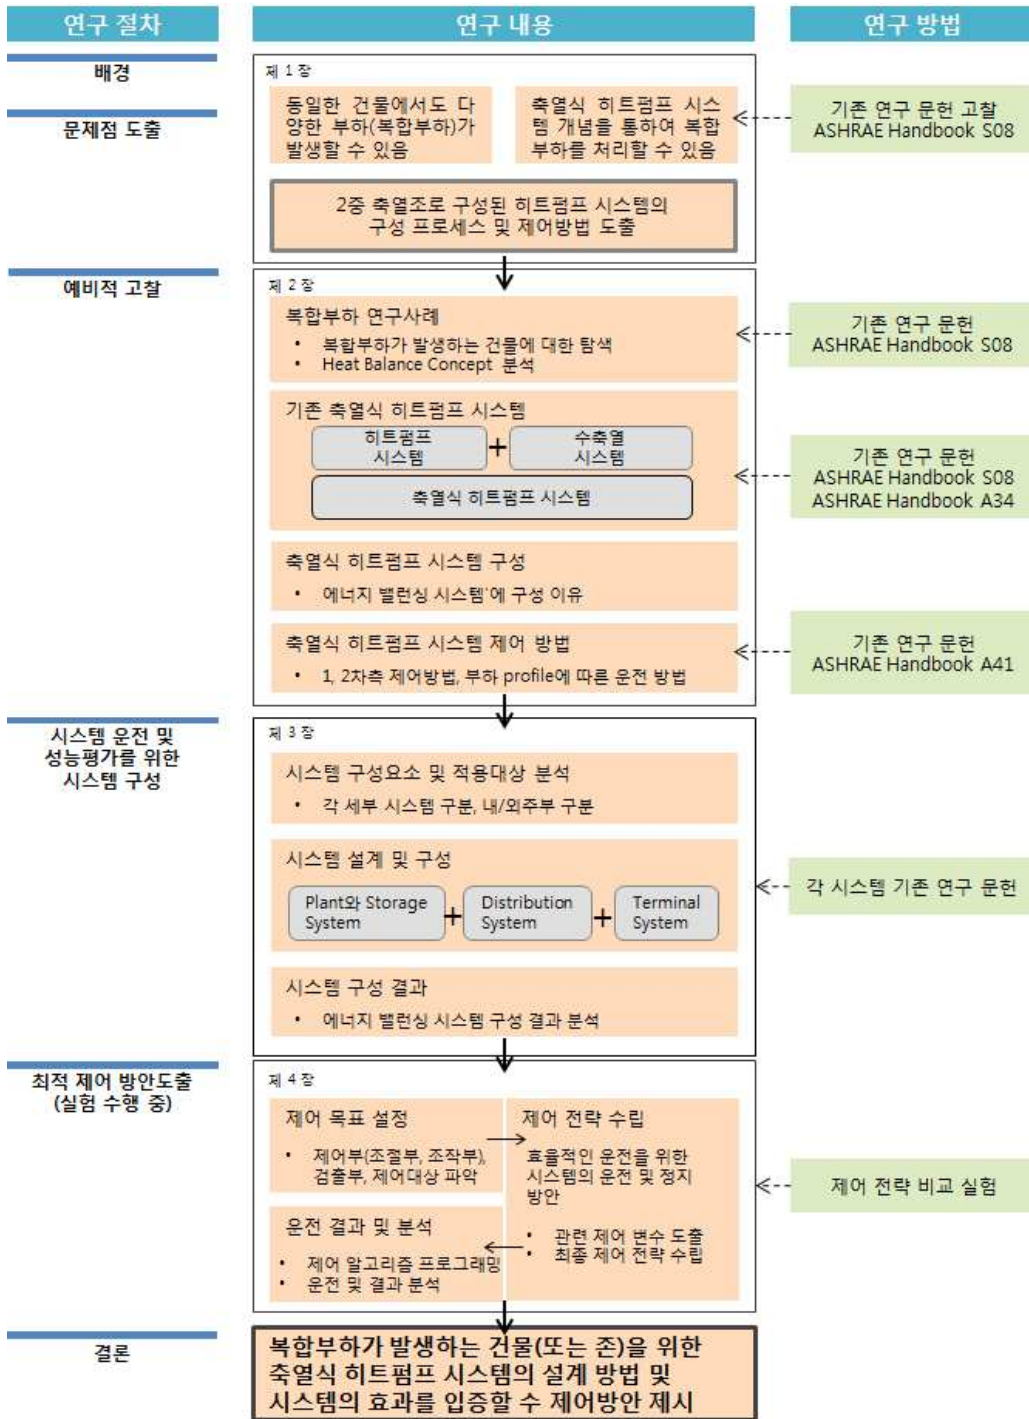 연구 절차
연구 내용
연구 방법
배경
문제점 도출
제 1 장
동일한 건물에서도 다
양한 부하(복합부하)가
발생할 수 있음
축열식 히트펌프 시스
템 개념을 통하여 복합
부하를 처리할 수 있음
기존 연구 문헌 고찰
ASHRAE Handbook S08
2중 축열조로 구성된 히트펌프 시스템의
구성 프로세스 및 제어방법 도출
예비적 고찰
제 2 장
복합부하 연구사례
• 복합부하가 발생하는 건물에 대한 탐색
• Heat Balance Concept 분석
기존 연구 문헌
ASHRAE Handbook S08
기존 축열식 히트펌프 시스템
히트펌프
시스템
+
수축열
시스템
축열식 히트펌프 시스템
기존 연구 문헌
ASHRAE Handbook S08
ASHRAE Handbook A34
축열식 히트펌프 시스템 구성
• 에너지 밸런싱 시스템'에 구성 이유
축열식 히트펌프 시스템 제어 방법
• 1, 2차측 제어방법, 부하 profile에 따른 운전 방법
기존 연구 문헌
ASHRAE Handbook A41
시스템 운전 및
성능평가를 위한
시스템 구성
제 3 장
시스템 구성요소 및 적용대상 분석
• 각 세부 시스템 구분, 내/외주부 구분
시스템 설계 및 구성
Plant와 Storage
System
+
Distribution
System
+
Terminal
System
각 시스템 기존 연구 문헌
시스템 구성 결과
• 에너지 밸런싱 시스템 구성 결과 분석
최적 제어 방안도출
(실험 수행 중)
제 4 장
제어 목표 설정
• 제어부(조절부, 조작부),
검출부, 제어대상 파악
제어 전략 수립
효율적인 운전을 위한
시스템의 운전 및 정지
방안
• 관련 제어 변수 도출
• 최종 제어 전략 수립
제어 전략 비교 실험
운전 결과 및 분석
• 제어 알고리즘 프로그래밍
• 운전 및 결과 분석
결론
복합부하가 발생하는 건물(또는 존)을 위한
축열식 히트펌프 시스템의 설계 방법 및
시스템의 효과를 입증할 수 제어방안 제시